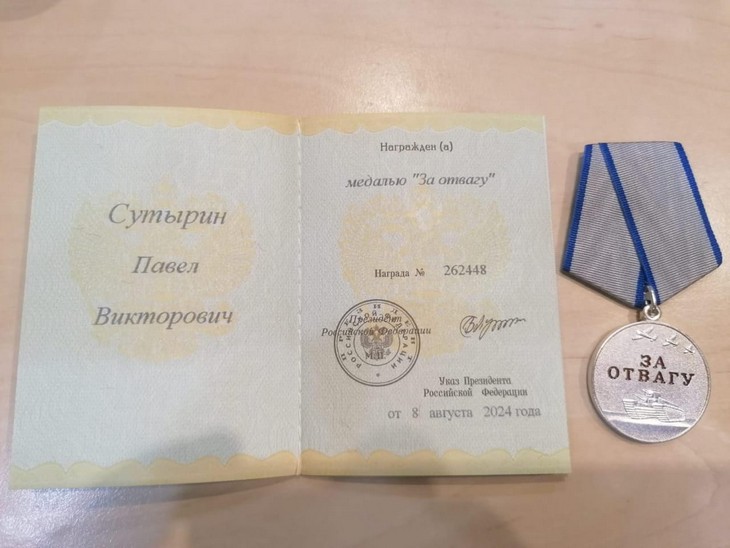 Сутырин
Павел
Викторович
Награжден (а)
медалью "За отвагу"
Награда № 262448
Президент
Российской Федерации
М.П.
Указ Президента
Российской Федерации
от 8 августа 2024 года
ЗА
ОТВАГУ